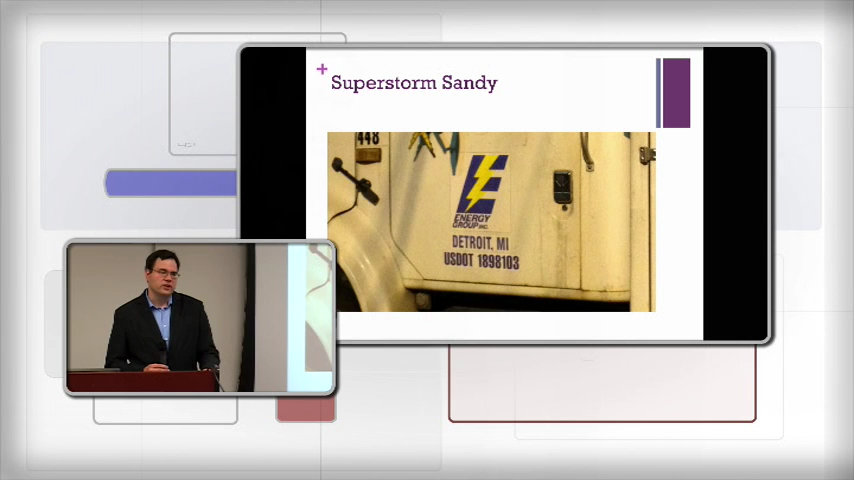 +
Superstorm Sandy
448
ENERGY
GROUP INC.
DETROIT, MI
USDOT 1898103